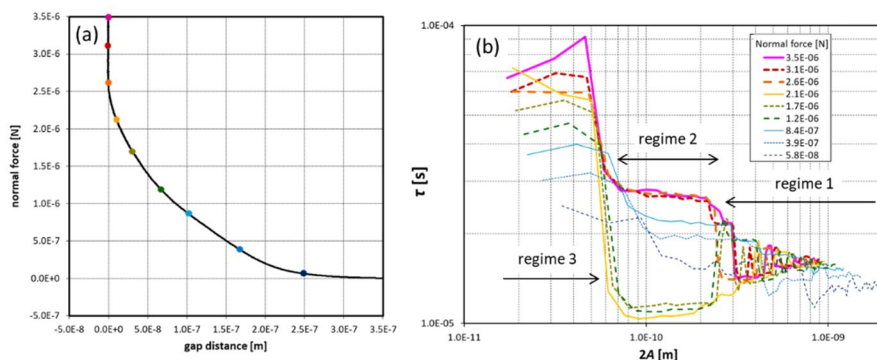 (a)
3.5E-6
3.5E-6
2.5E-6
2.0E-6
1.5E-6
1.0E-6
5.0E-7
0.0E+0
-5.0E-7
-5.0E-8 0.0E+0 5.0E-8 1.0E-7 1.5E-7 2.0E-7 2.5E-7 3.0E-7 3.5E-7
normal force [N]
gap distance [m]
(b)
1.0E-04
1.0E-05
τ [s]
Normal force [N]
3.5E-06
3.1E-06
2.6E-06
2.1E-06
1.7E-06
1.2E-06
8.4E-07
3.9E-07
5.8E-08
regime 2
regime 1
regime 3
1.0E-11 1.0E-10 1.0E-09
2A [m]